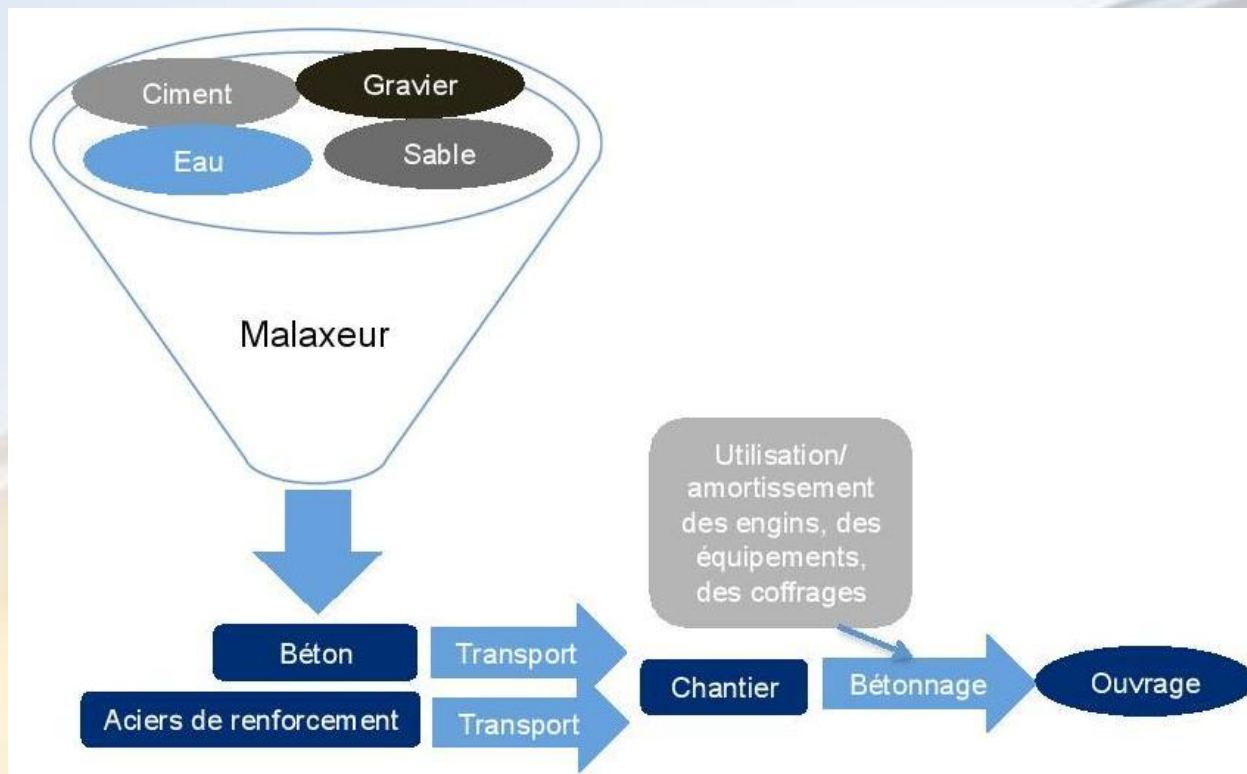 Ciment
Gravier
Eau
Sable
Malaxeur
Utilisation/
amortissement
des engins, des
équipements,
des coffrages
Béton
Transport
Chantier
Bétonnage
Ouvrage
Aciers de renforcement
Transport